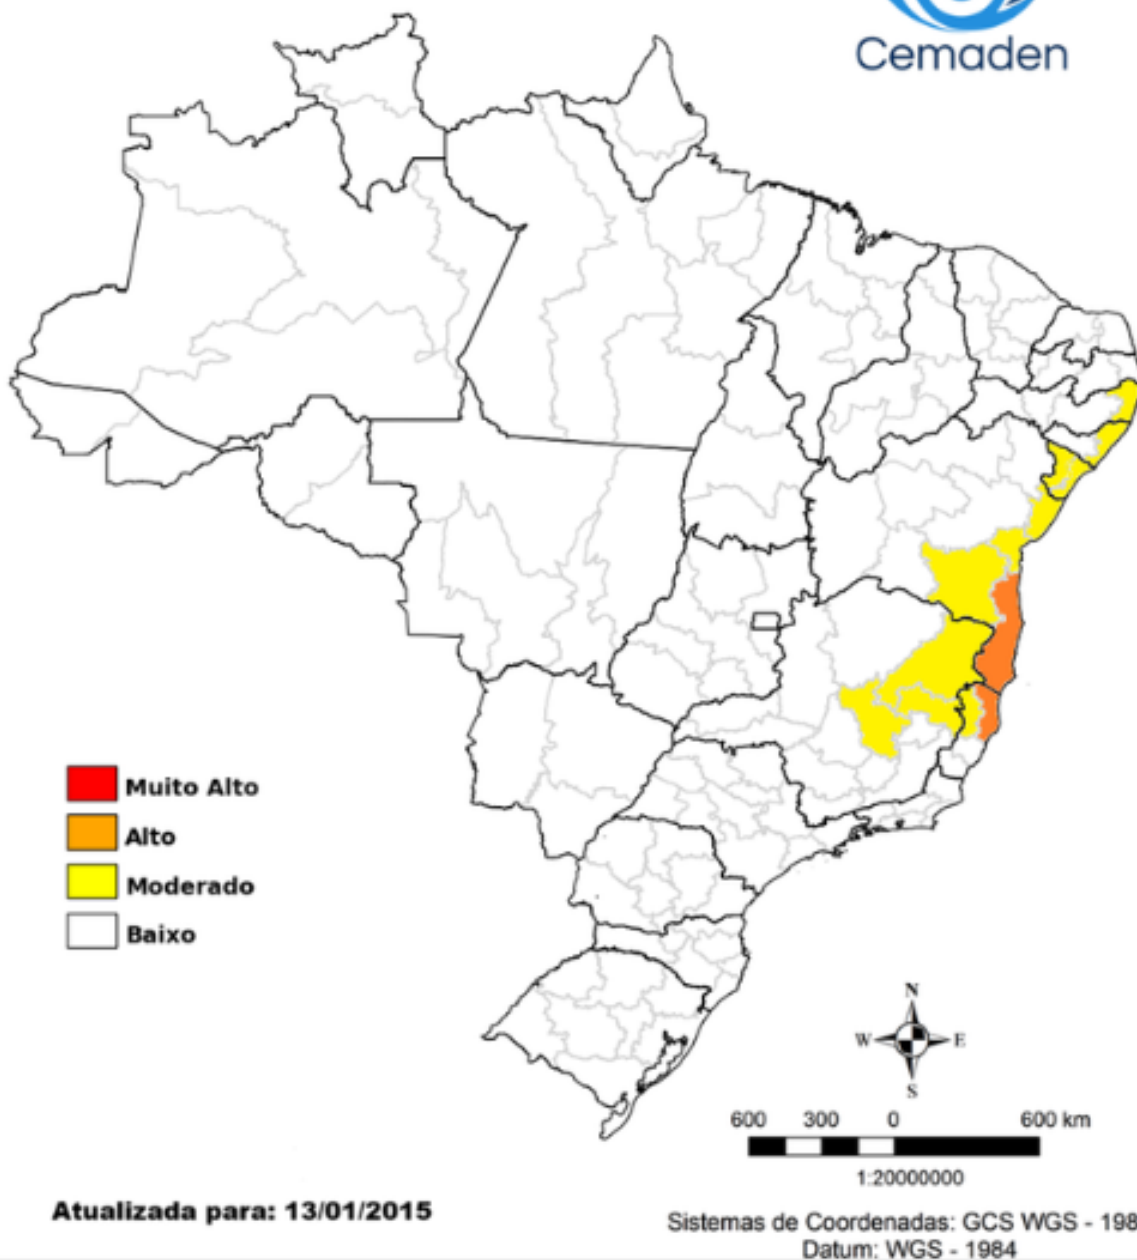 Cemaden
Muito Alto
Alto
Moderado
Baixo
N
W E
S
600 300 0 600 km
1:20000000
Atualizada para: 13/01/2015
Sistemas de Coordenadas: GCS WGS - 198
Datum: WGS - 1984